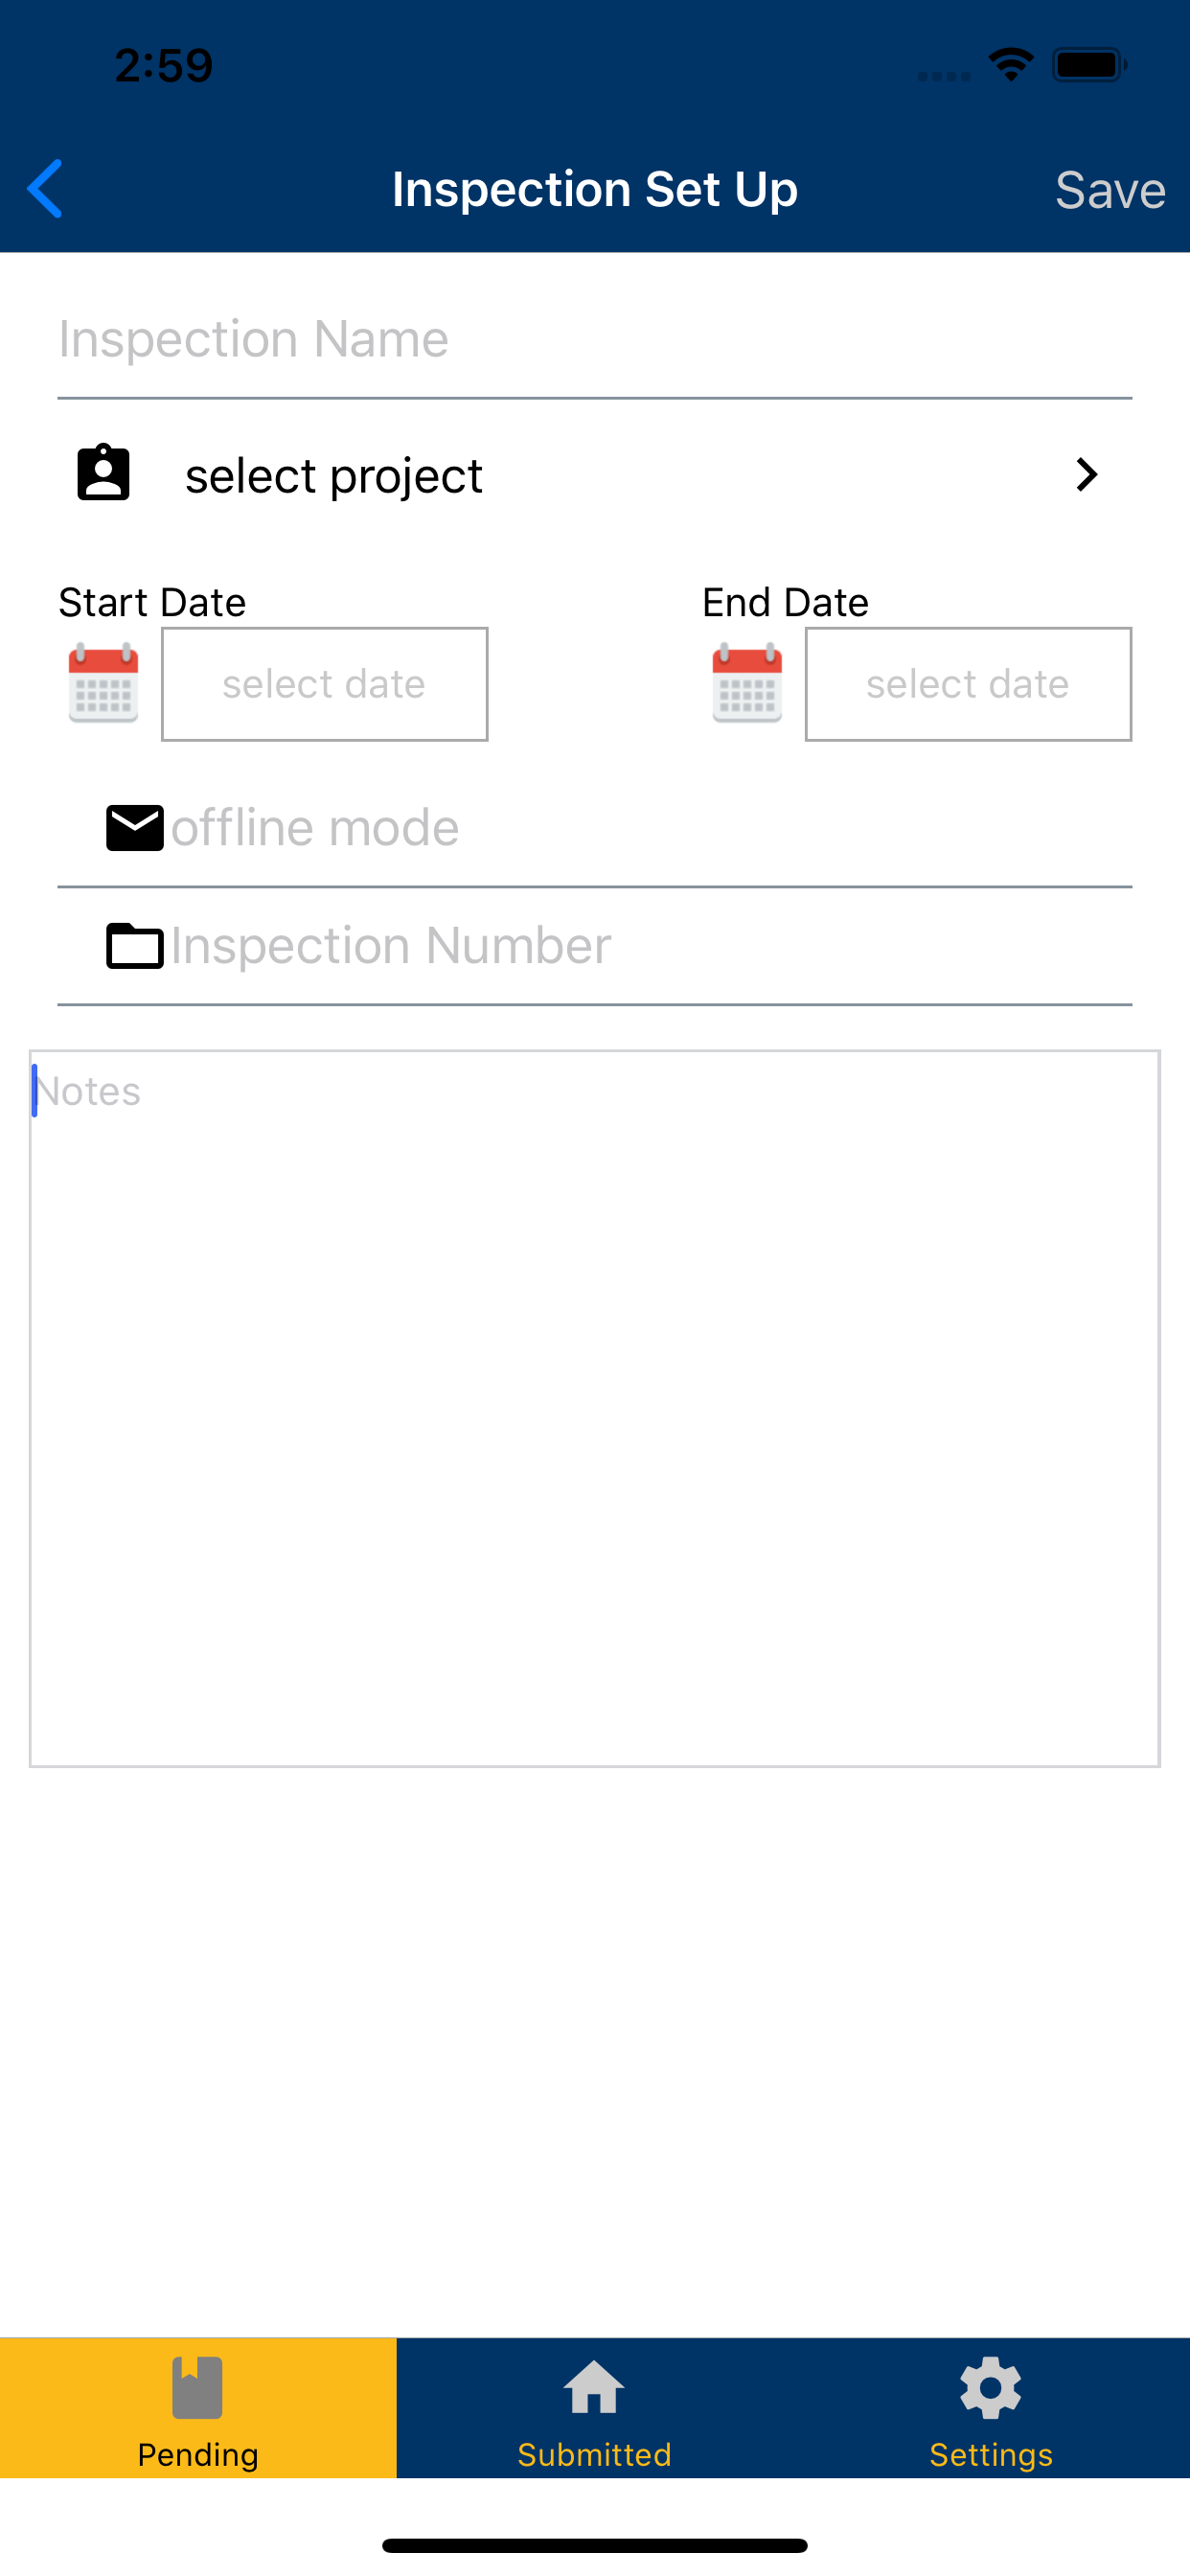 2:59
Inspection Set Up
Save
Inspection Name
select project
Start Date
End Date
select date
select date
offline mode
Inspection Number
Notes
Pending
Submitted
Settings